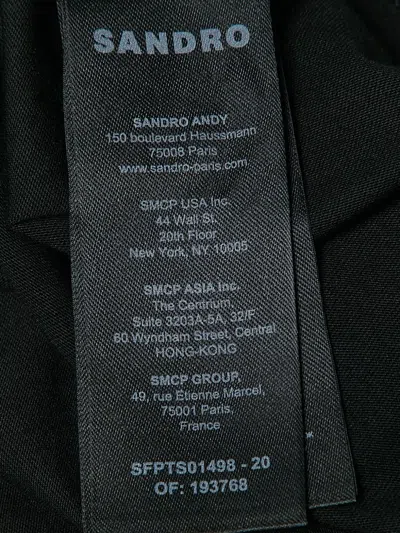 SANDRO
SANDRO ANDY
150 boulevard Haussmann
75008 Paris
www.sandro-paris.com
SMCP USA Inc.
44 Wall St.
20th Floor
New York, NY 10005
SMCP ASIA Inc.
The Centrium,
Suite 3203A-5A, 32/F
60 Wyndham Street, Central
HONG-KONG
SMCP GROUP,
49, rue Etienne Marcel,
75001 Paris,
France
SFPTS01498 - 20
OF: 193768